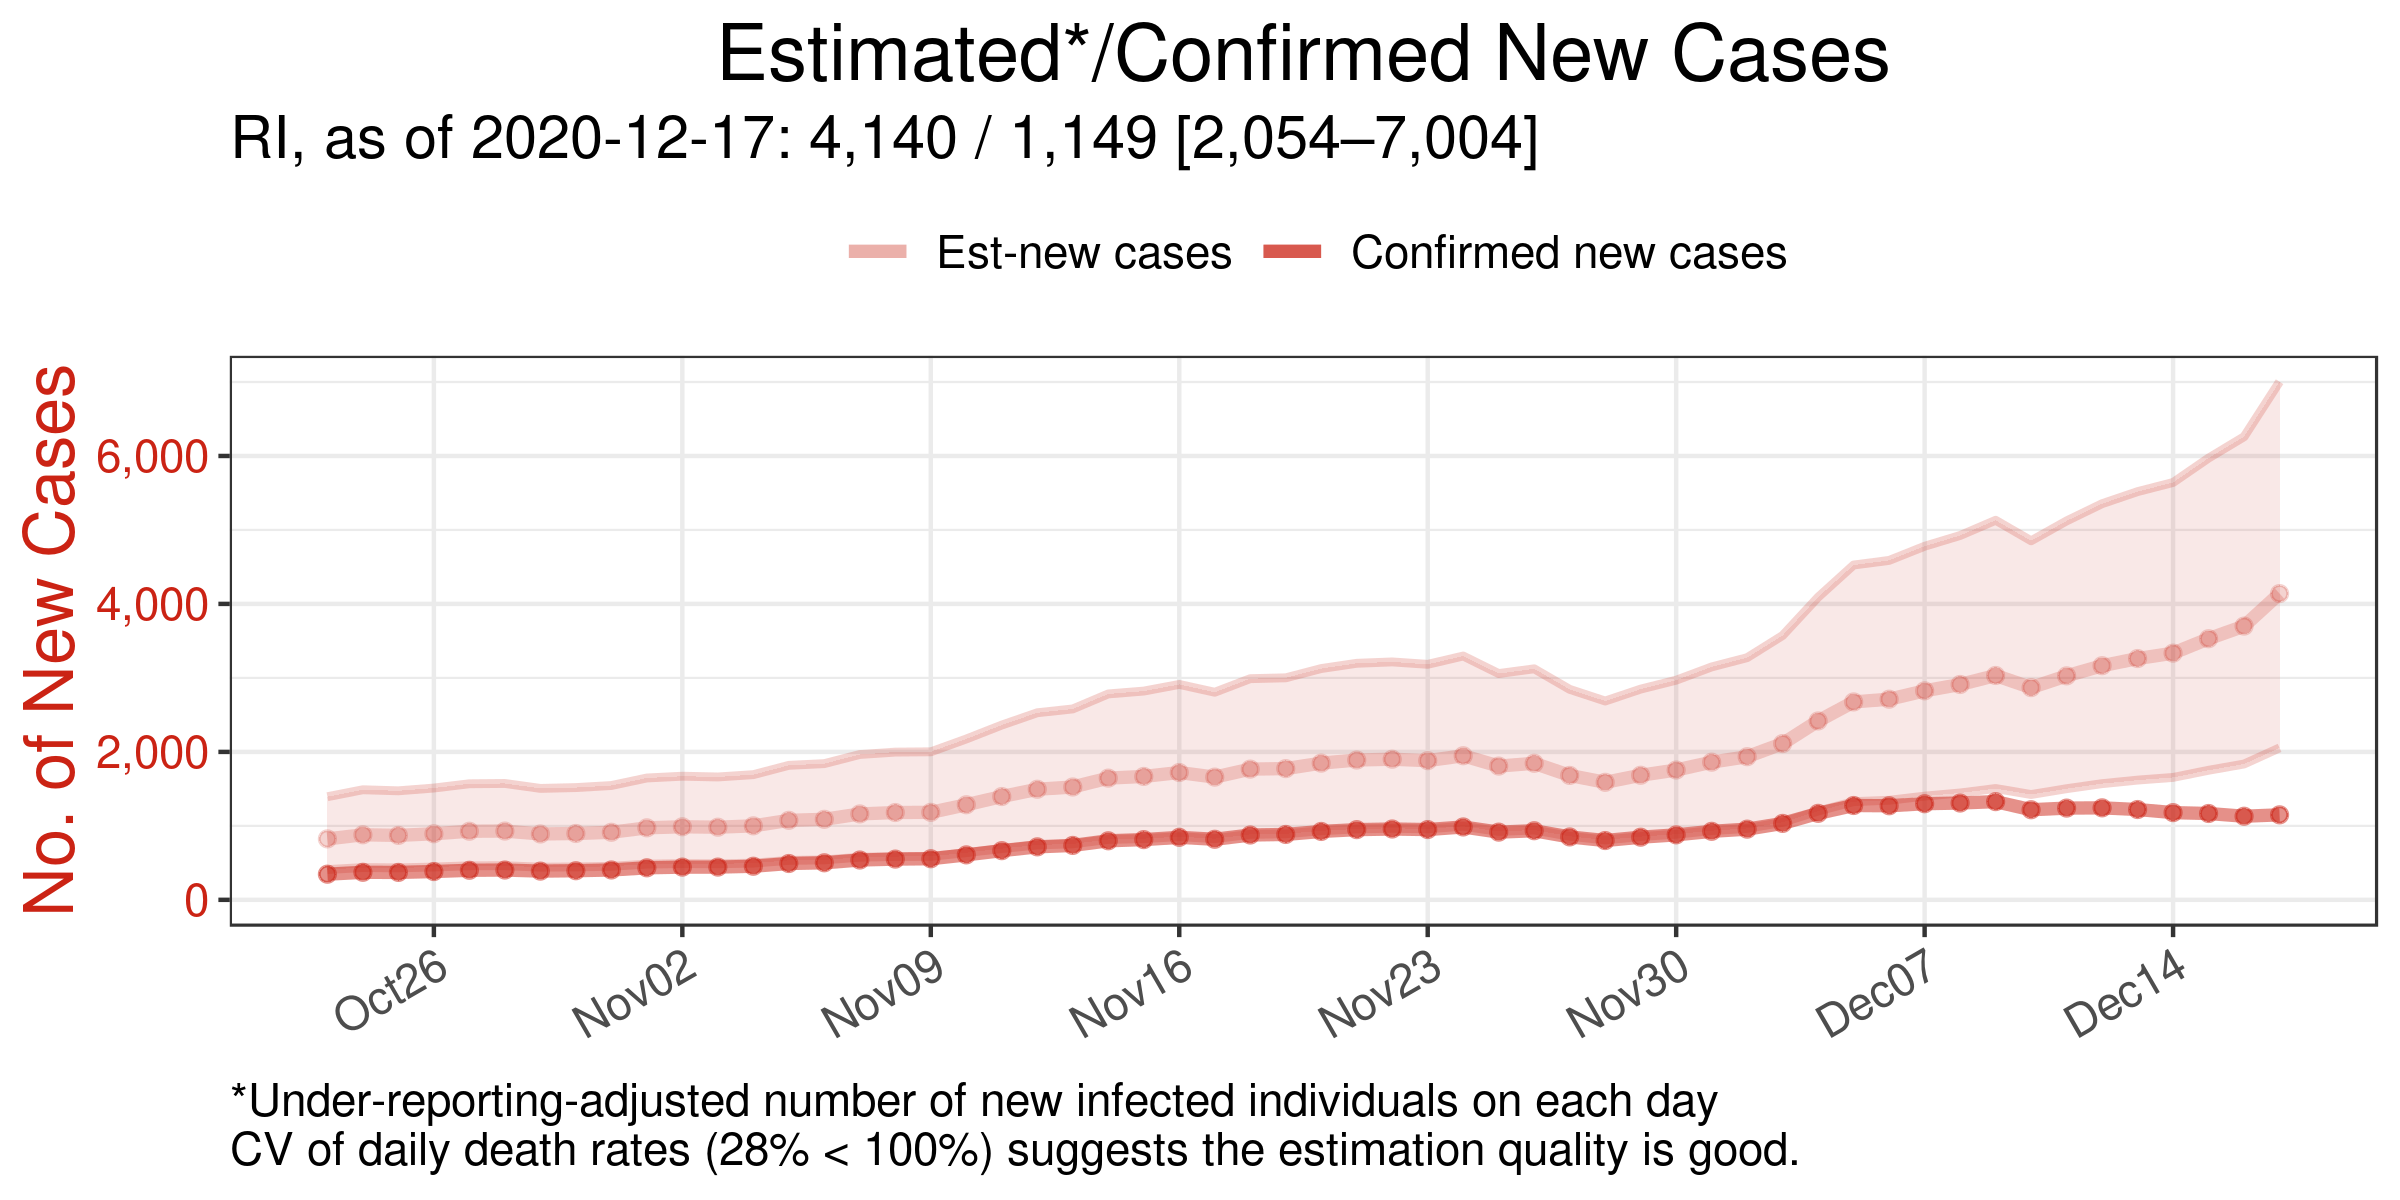 Estimated*/Confirmed New Cases
RI, as of 2020-12-17: 4,140 / 1,149 [2,054–7,004]
Est-new cases Confirmed new cases
No. of New Cases
6,000
4,000
2,000
0
Oct26 Nov02 Nov09 Nov16 Nov23 Nov30 Dec07 Dec14
*Under-reporting-adjusted number of new infected individuals on each day
CV of daily death rates (28% < 100%) suggests the estimation quality is good.